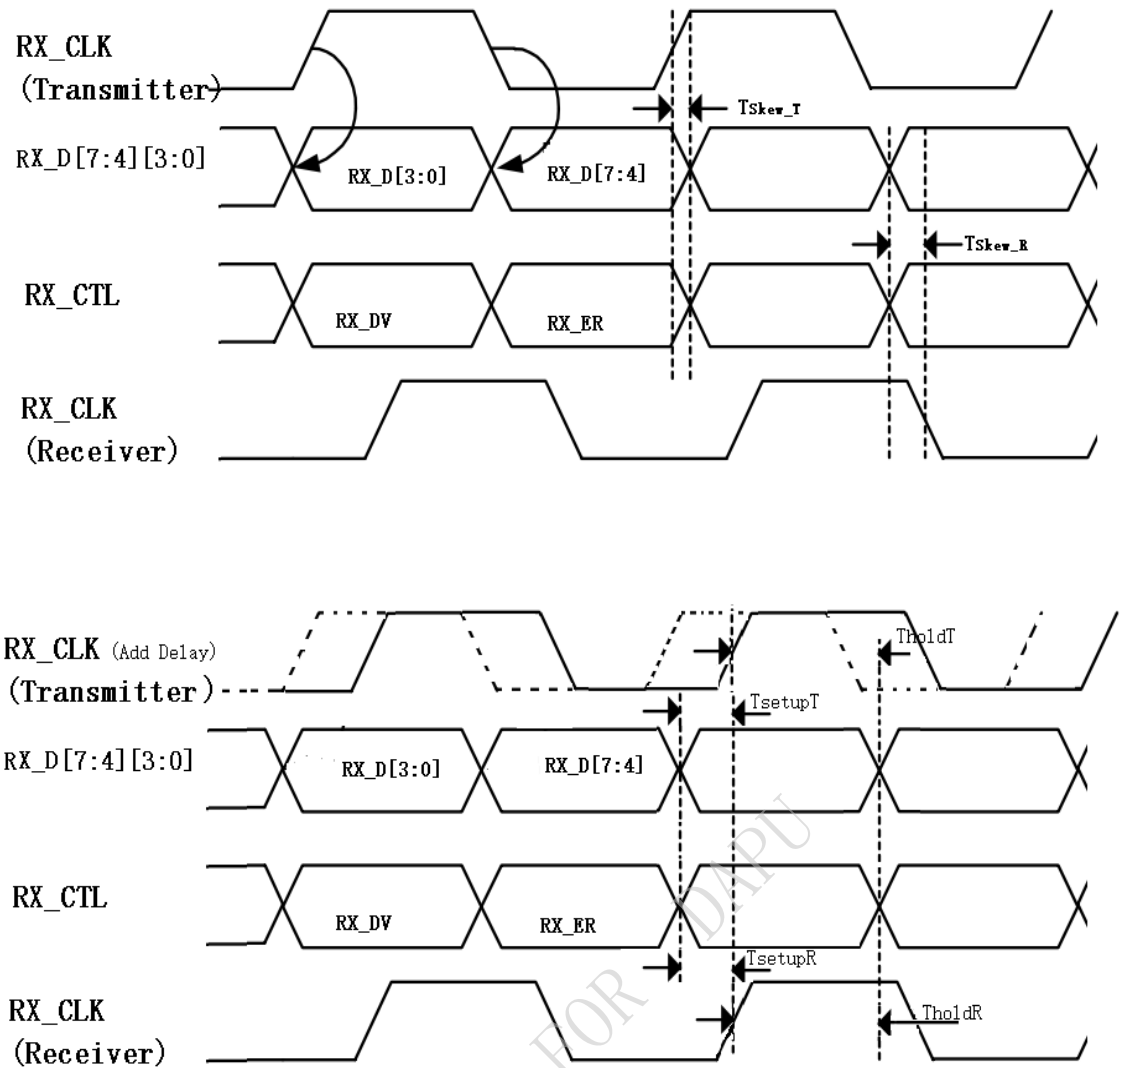 RX_CLK
(Transmitter)
TSkew_T
RX_D[7:4][3:0]
RX_D[3:0]
RX_D[7:4]
TSkew_R
RX_CTL
RX_DV
RX_ER
RX_CLK
(Receiver)
RX_CLK (Add Delay)
(Transmitter)
TholdT
TsetupT
RX_D[7:4][3:0]
RX_D[3:0]
RX_D[7:4]
RX_CTL
RX_DV
RX_ER
TsetupR
RX_CLK
(Receiver)
TholdR
FOR DAPU